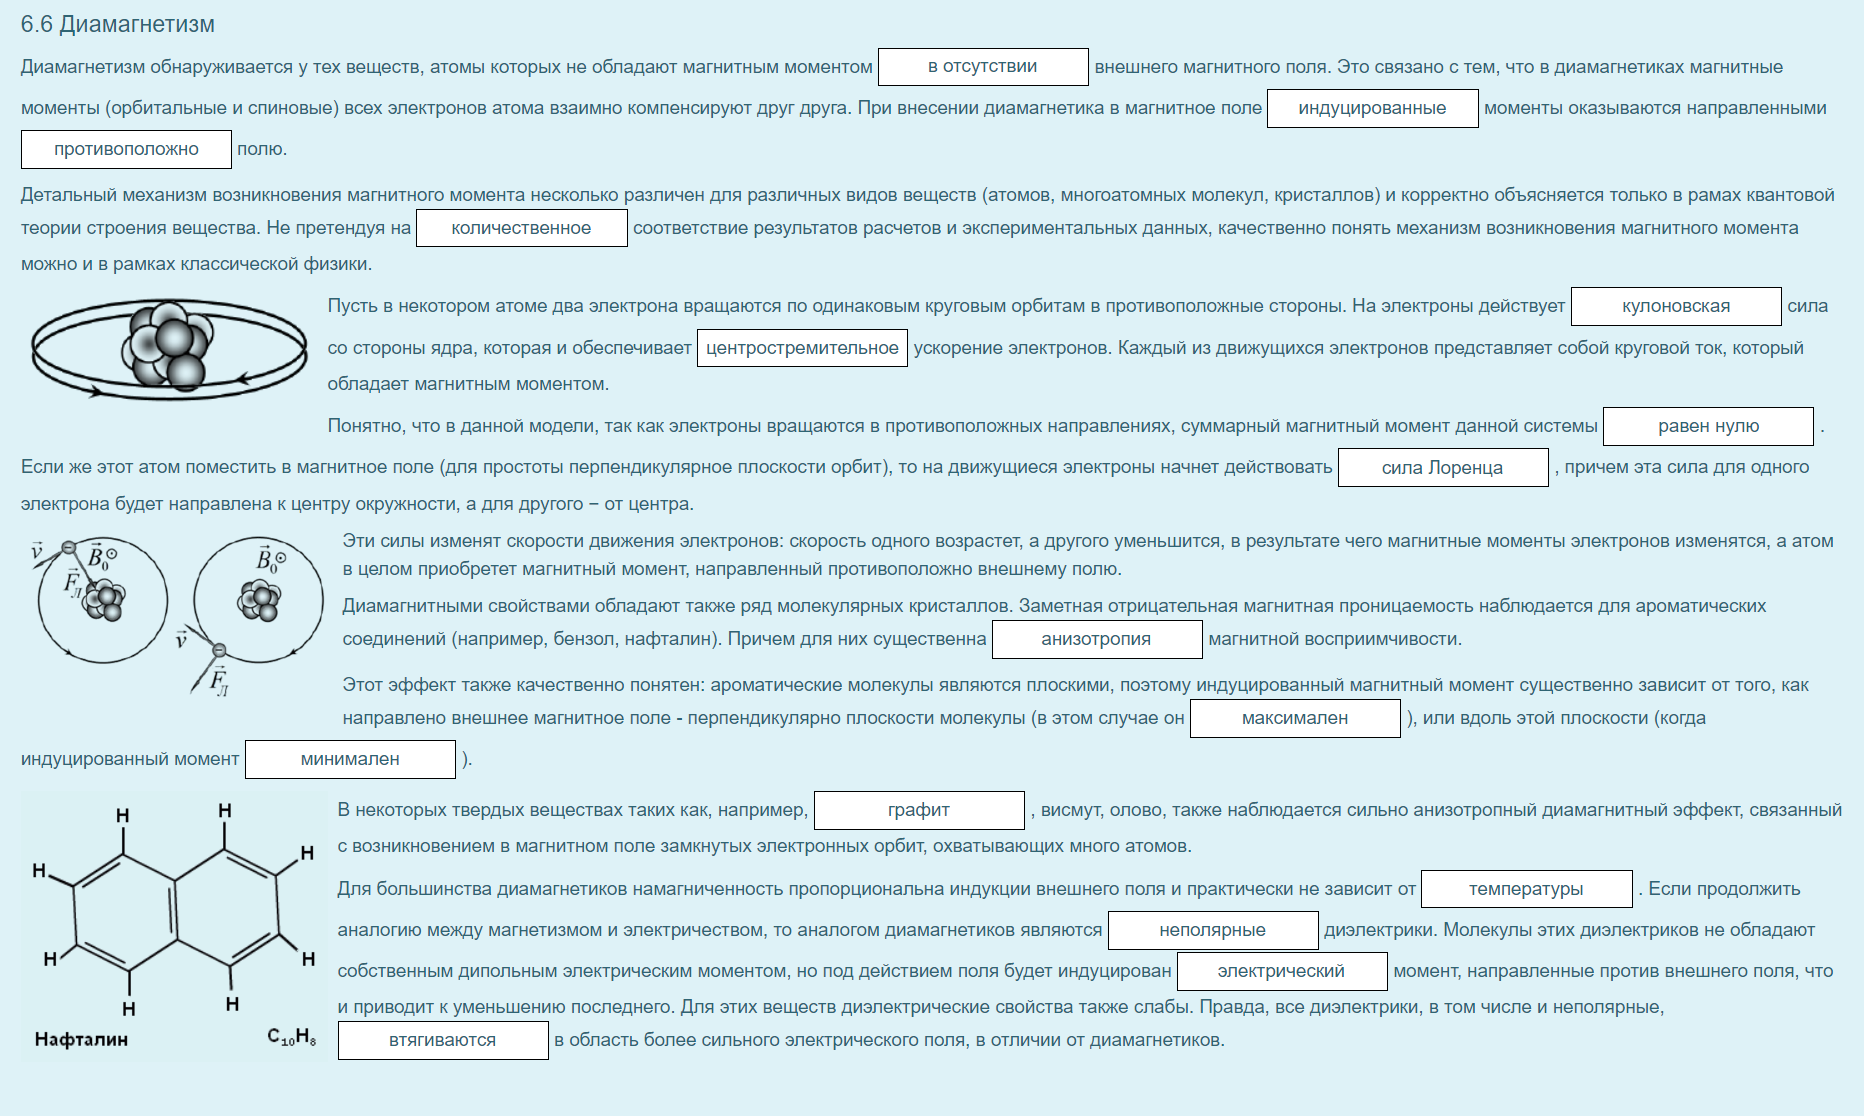 6.6 Диамагнетизм
Диамагнетизм обнаруживается у тех веществ, атомы которых не обладают магнитным моментом в отсутствии внешнего магнитного поля. Это связано с тем, что в диамагнетиках магнитные
моменты (орбитальные и спиновые) всех электронов атома взаимно компенсируют друг друга. При внесении диамагнетика в магнитное поле индуцированные моменты оказываются направленными
противоположно полю.
Детальный механизм возникновения магнитного момента несколько различен для различных видов веществ (атомов, многоатомных молекул, кристаллов) и корректно объясняется только в рамках квантовой
теории строения вещества. Не претендуя на количественное соответствие результатов расчетов и экспериментальных данных, качественно понять механизм возникновения магнитного момента
можно и в рамках классической физики.
Пусть в некотором атоме два электрона вращаются по одинаковым круговым орбитам в противоположные стороны. На электроны действует кулоновская сила
со стороны ядра, которая и обеспечивает центростремительное ускорение электронов. Каждый из движущихся электронов представляет собой круговой ток, который
обладает магнитным моментом.
Понятно, что в данной модели, так как электроны вращаются в противоположных направлениях, суммарный магнитный момент данной системы равен нулю .
Если же этот атом поместить в магнитное поле (для простоты перпендикулярное плоскости орбит), то на движущиеся электроны начнет действовать сила Лоренца , причем эта сила для одного
электрона будет направлена к центру окружности, а для другого – от центра.
v B₀ F_Л
B₀ v F_Л
Эти силы изменят скорости движения электронов: скорость одного возрастет, а другого уменьшится, в результате чего магнитные моменты электронов изменятся, а атом
в целом приобретет магнитный момент, направленный противоположно внешнему полю.
Диамагнитными свойствами обладают также ряд молекулярных кристаллов. Заметная отрицательная магнитная проницаемость наблюдается для ароматических
соединений (например, бензол, нафталин). Причем для них существенна анизотропия магнитной восприимчивости.
Этот эффект также качественно понятен: ароматические молекулы являются плоскими, поэтому индуцированный магнитный момент существенно зависит от того, как
направлено внешнее магнитное поле - перпендикулярно плоскости молекулы (в этом случае он максимален ), или вдоль этой плоскости (когда
индуцированный момент минимален ).
H H
H H
H H
H H
Нафталин C₁₀H₈
В некоторых твердых веществах таких как, например, графит , висмут, олово, также наблюдается сильно анизотропный диамагнитный эффект, связанный
с возникновением в магнитном поле замкнутых электронных орбит, охватывающих много атомов.
Для большинства диамагнетиков намагниченность пропорциональна индукции внешнего поля и практически не зависит от температуры . Если продолжить
аналогию между магнетизмом и электричеством, то аналогом диамагнетиков являются неполярные диэлектрики. Молекулы этих диэлектриков не обладают
собственным дипольным электрическим моментом, но под действием поля будет индуцирован электрический момент, направленные против внешнего поля, что
и приводит к уменьшению последнего. Для этих веществ диэлектрические свойства также слабы. Правда, все диэлектрики, в том числе и неполярные,
втягиваются в область более сильного электрического поля, в отличии от диамагнетиков.